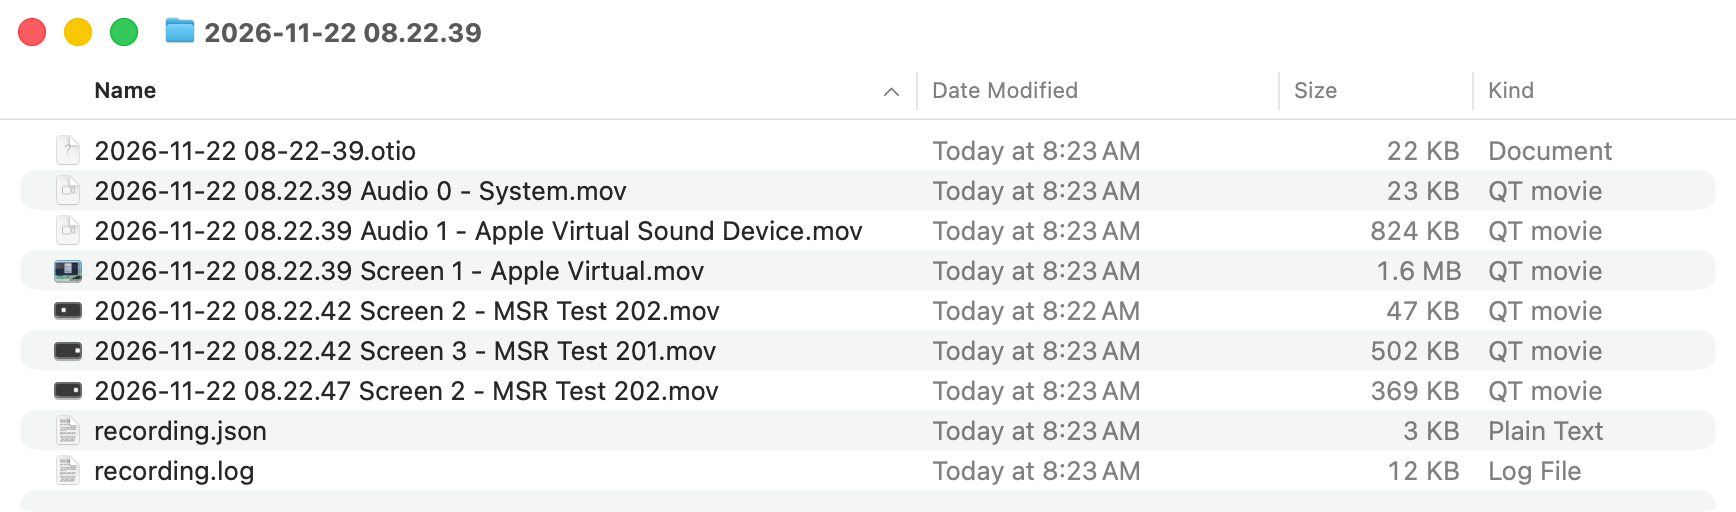 2026-11-22 08.22.39
Name Date Modified Size Kind
2026-11-22 08-22-39.otio Today at 8:23 AM 22 KB Document
2026-11-22 08.22.39 Audio 0 - System.mov Today at 8:23 AM 23 KB QT movie
2026-11-22 08.22.39 Audio 1 - Apple Virtual Sound Device.mov Today at 8:23 AM 824 KB QT movie
2026-11-22 08.22.39 Screen 1 - Apple Virtual.mov Today at 8:23 AM 1.6 MB QT movie
2026-11-22 08.22.42 Screen 2 - MSR Test 202.mov Today at 8:22 AM 47 KB QT movie
2026-11-22 08.22.42 Screen 3 - MSR Test 201.mov Today at 8:23 AM 502 KB QT movie
2026-11-22 08.22.47 Screen 2 - MSR Test 202.mov Today at 8:23 AM 369 KB QT movie
recording.json Today at 8:23 AM 3 KB Plain Text
recording.log Today at 8:23 AM 12 KB Log File